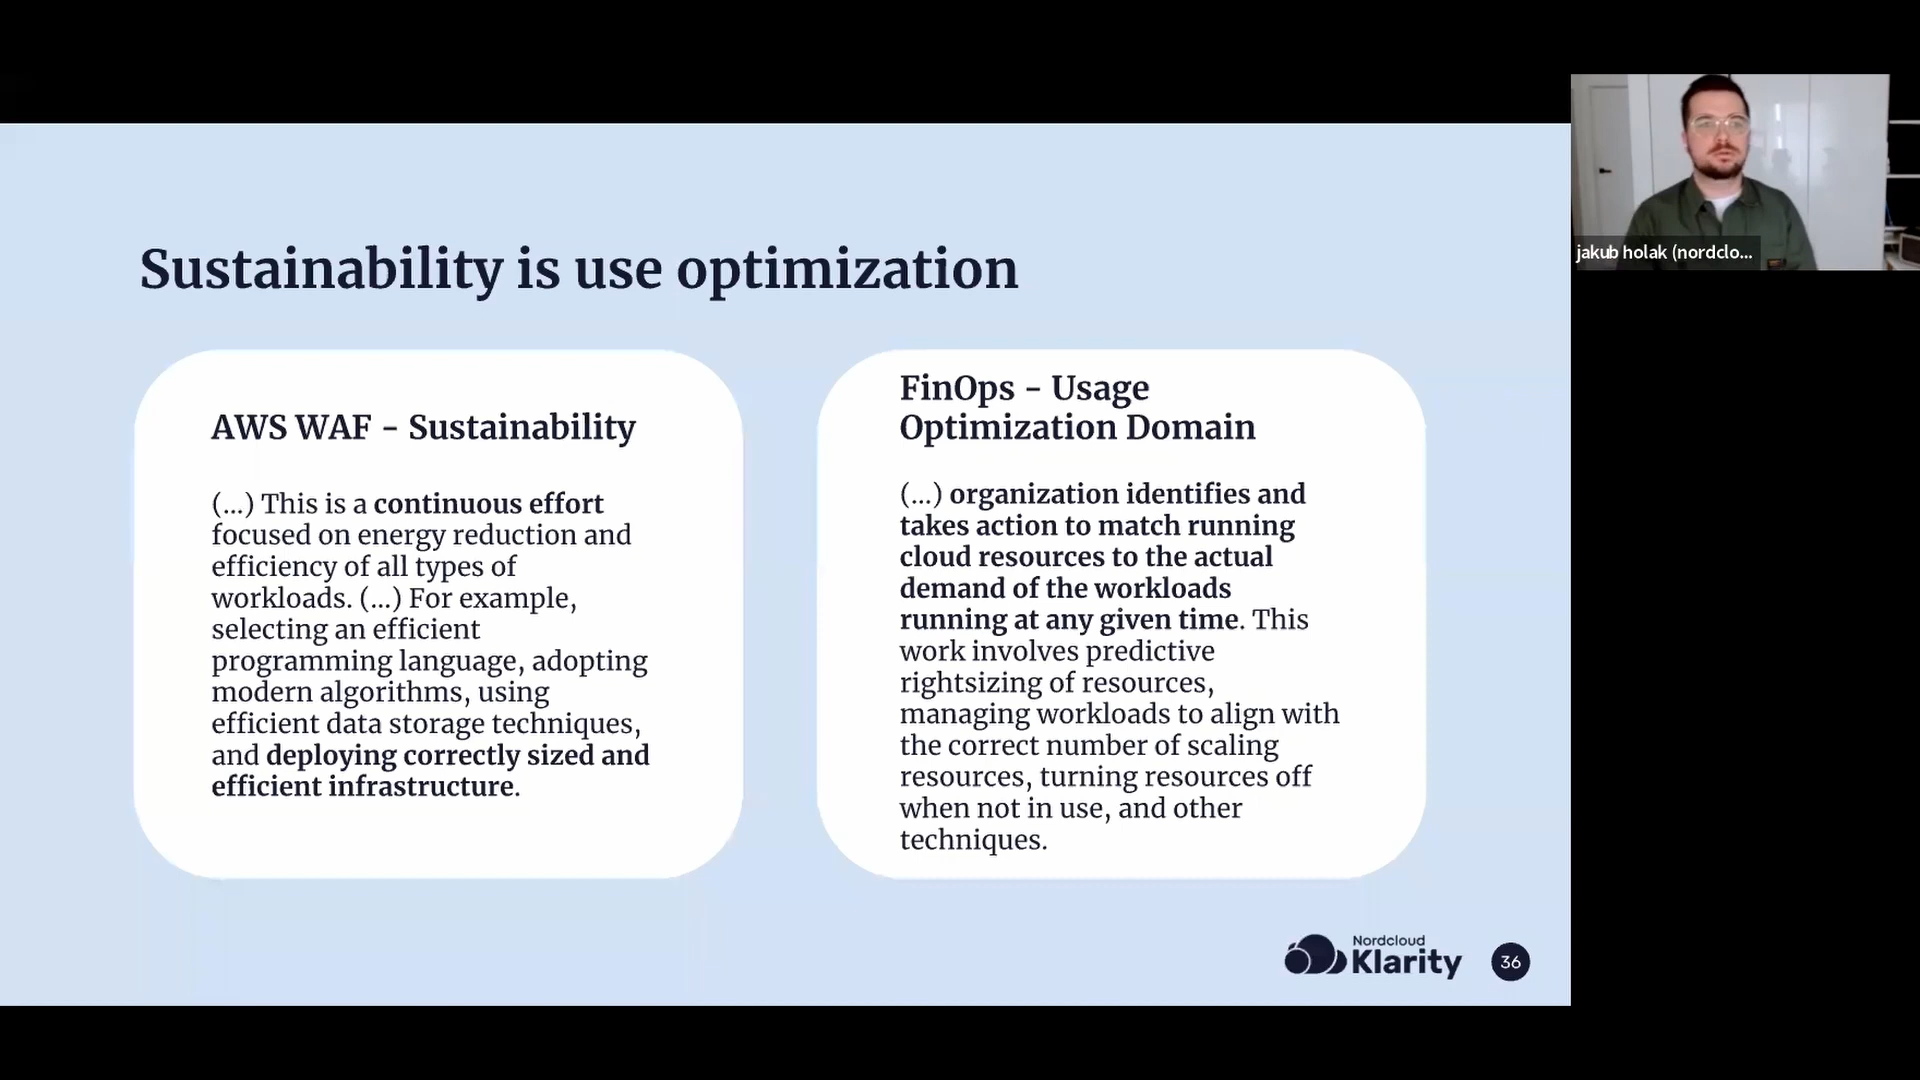 jakub holak (nordclo...
Sustainability is use optimization
AWS WAF - Sustainability
(...) This is a continuous effort
focused on energy reduction and
efficiency of all types of
workloads. (...) For example,
selecting an efficient
programming language, adopting
modern algorithms, using
efficient data storage techniques,
and deploying correctly sized and
efficient infrastructure.
FinOps - Usage
Optimization Domain
(...) organization identifies and
takes action to match running
cloud resources to the actual
demand of the workloads
running at any given time. This
work involves predictive
rightsizing of resources,
managing workloads to align with
the correct number of scaling
resources, turning resources off
when not in use, and other
techniques.
Nordcloud
Klarity
36